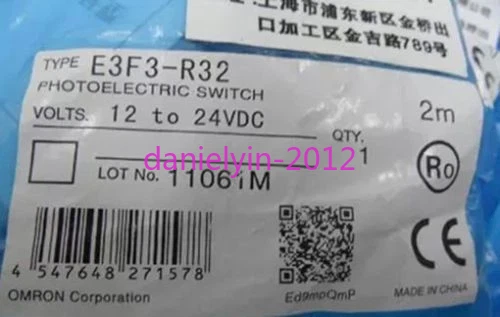 :上海市浦东新区金桥出
口加工区金吉路789号
TYPE E3F3-R32
PHOTOELECTRIC SWITCH
VOLTS. 12 to 24VDC
2m
QTY.
1
danielyin-2012
LOT No. 11061M
Ro
CE
4 547648 271578
Ed9mpQmP
OMRON Corporation
MADE IN CHINA